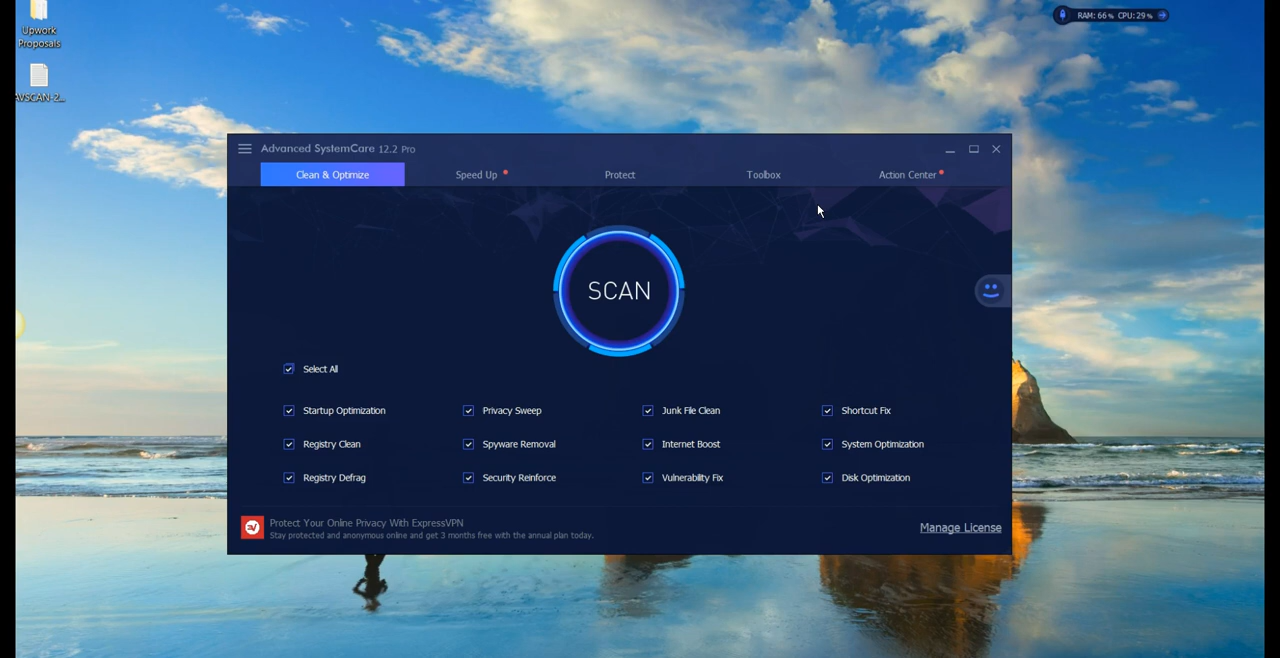 Upwork
Proposals
AVSCAN-2...
RAM: 66% CPU: 29%
Advanced SystemCare 12.2 Pro
Clean & Optimize
Speed Up
Protect
Toolbox
Action Center
SCAN
Select All
Startup Optimization
Privacy Sweep
Junk File Clean
Shortcut Fix
Registry Clean
Spyware Removal
Internet Boost
System Optimization
Registry Defrag
Security Reinforce
Vulnerability Fix
Disk Optimization
Protect Your Online Privacy With ExpressVPN
Stay protected and anonymous online and get 3 months free with the annual plan today.
Manage License